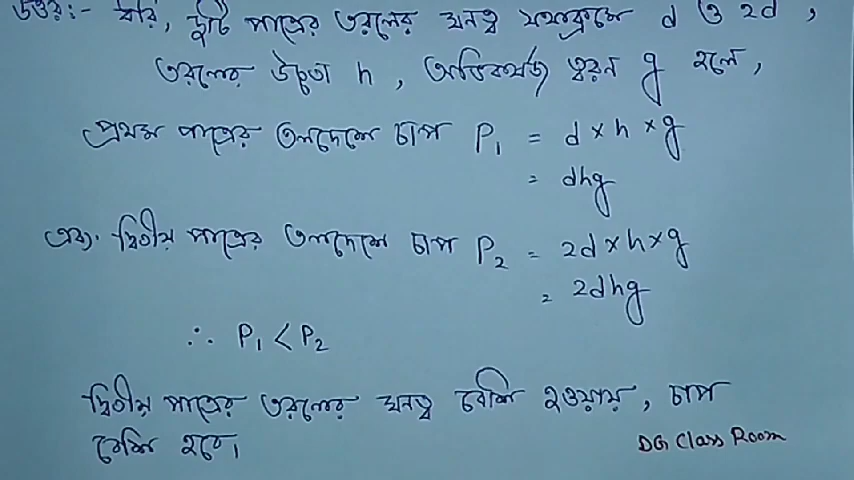 উত্তর:- ধরি, দুটি পাত্রের তরলের ঘনত্ব যথাক্রমে d ও 2d,
তরলের উচ্চতা h, অভিকর্ষজ ত্বরন g হলে,
প্রথম পাত্রের তলদেশে চাপ P₁ = d × h × g
= dhg
এবং দ্বিতীয় পাত্রের তলদেশে চাপ P₂ = 2d × h × g
= 2dhg
∴ P₁ < P₂
দ্বিতীয় পাত্রের তরলের ঘনত্ব বেশি হওয়ায়, চাপ
বেশি হবে।
DG Class Room